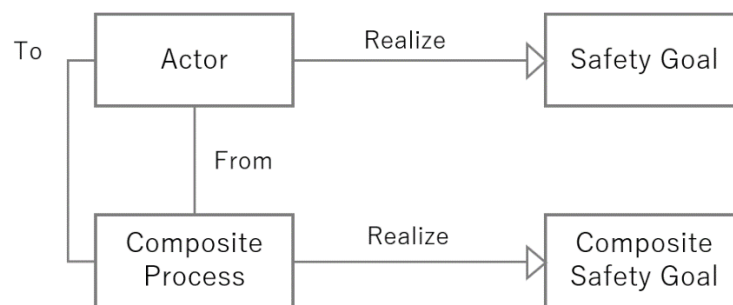 To
Actor
Realize
Safety Goal
From
Composite
Process
Realize
Composite
Safety Goal